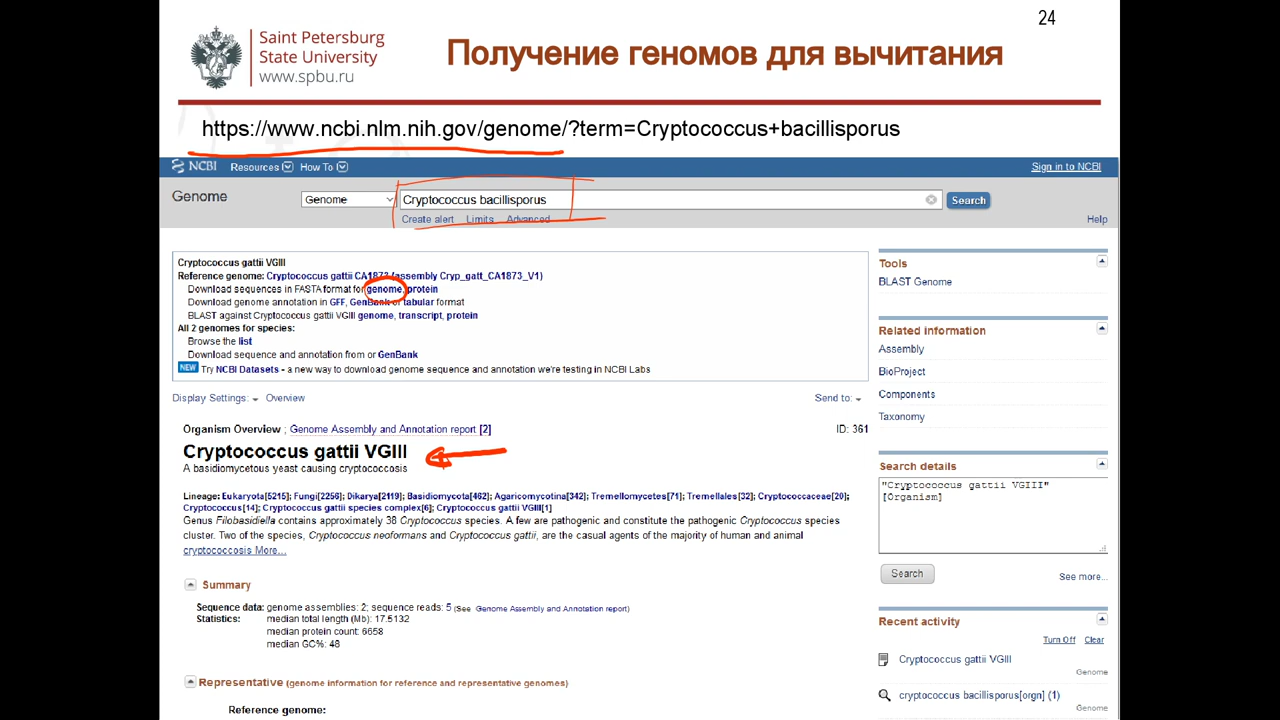 24
Saint Petersburg
State University
www.spbu.ru
Получение геномов для вычитания
https://www.ncbi.nlm.nih.gov/genome/?term=Cryptococcus+bacillisporus
NCBI Resources How To Sign in to NCBI
Genome Genome Cryptococcus bacillisporus Search
Create alert Limits Advanced Help
Cryptococcus gattii VGIII
Reference genome: Cryptococcus gattii CA1873 (assembly Cryp_gatt_CA1873_V1)
Download sequences in FASTA format for genome, protein
Download genome annotation in GFF, GenBank or tabular format
BLAST against Cryptococcus gattii VGIII genome, transcript, protein
All 2 genomes for species:
Browse the list
Download sequence and annotation from or GenBank
NEW Try NCBI Datasets - a new way to download genome sequence and annotation we're testing in NCBI Labs
Display Settings: Overview Send to:
Organism Overview ; Genome Assembly and Annotation report [2] ID: 361
Cryptococcus gattii VGIII
A basidiomycetous yeast causing cryptococcosis
Lineage: Eukaryota[5215]; Fungi[2256]; Dikarya[2119]; Basidiomycota[462]; Agaricomycotina[342]; Tremellomycetes[71]; Tremellales[32]; Cryptococcaceae[20];
Cryptococcus[14]; Cryptococcus gattii species complex[6]; Cryptococcus gattii VGIII[1]
Genus Filobasidiella contains approximately 38 Cryptococcus species. A few are pathogenic and constitute the pathogenic Cryptococcus species
cluster. Two of the species, Cryptococcus neoformans and Cryptococcus gattii, are the casual agents of the majority of human and animal
cryptococcosis More...
Summary
Sequence data: genome assemblies: 2; sequence reads: 5 (See Genome Assembly and Annotation report)
Statistics: median total length (Mb): 17.5132
median protein count: 6658
median GC%: 48
Representative (genome information for reference and representative genomes)
Reference genome:
Tools
BLAST Genome
Related information
Assembly
BioProject
Components
Taxonomy
Search details
"Cryptococcus gattii VGIII"
[Organism]
Search See more...
Recent activity
Turn Off Clear
Cryptococcus gattii VGIII
Genome
cryptococcus bacillisporus[orgn] (1)
Genome